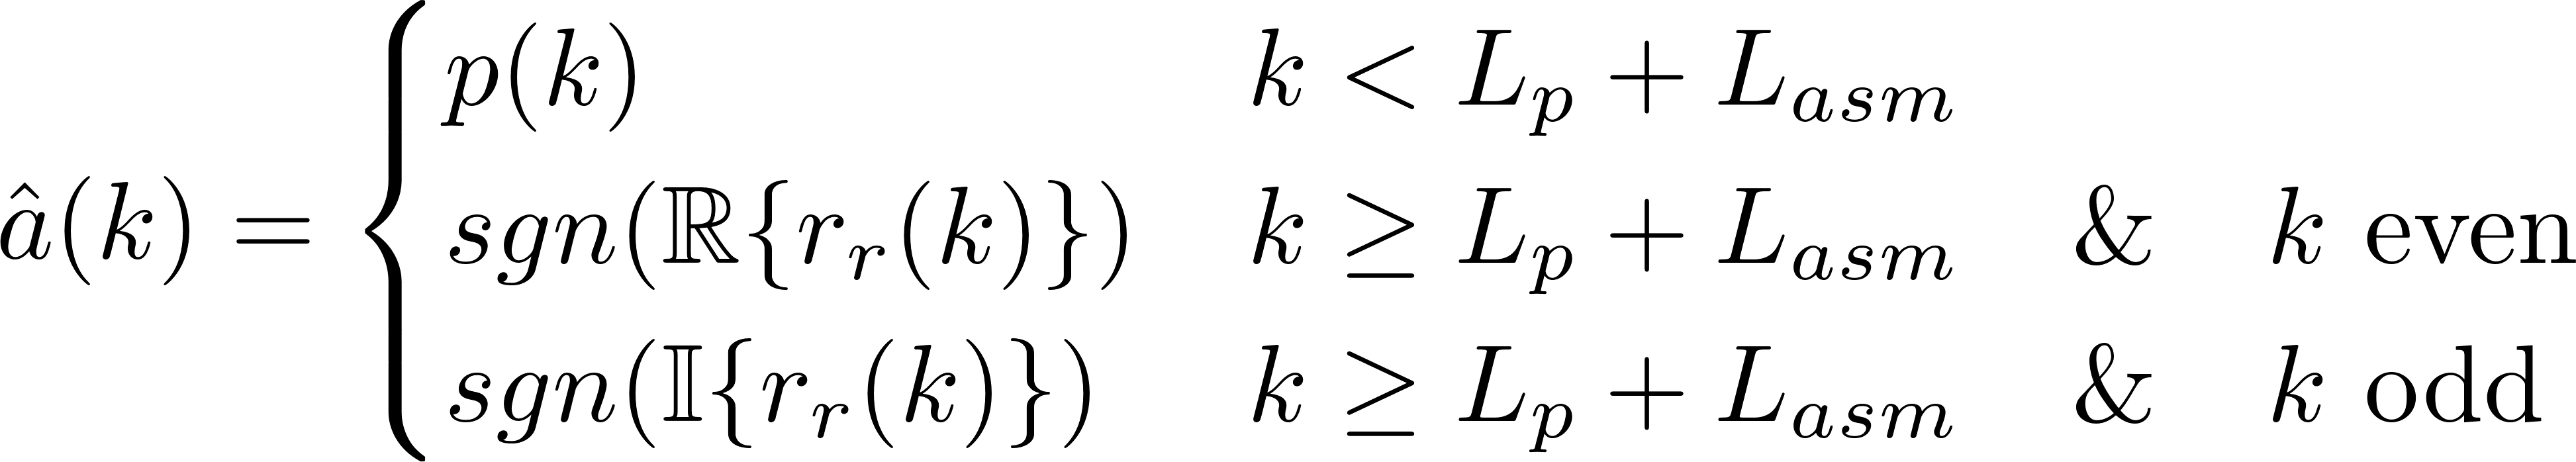 p(k) k < L_p + L_asm
â(k) = { sgn(ℝ{r_r(k)}) k ≥ L_p + L_asm & k even
sgn(𝕀{r_r(k)}) k ≥ L_p + L_asm & k odd